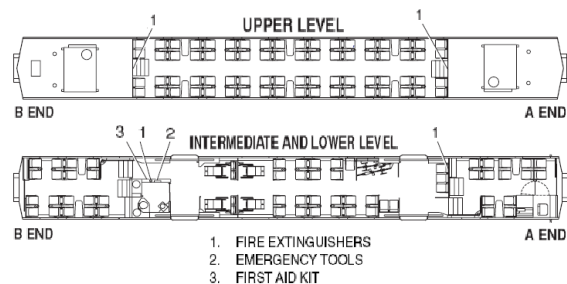 UPPER LEVEL
1
1
B END
A END
3 1 2
INTERMEDIATE AND LOWER LEVEL
1
B END
A END
1. FIRE EXTINGUISHERS
2. EMERGENCY TOOLS
3. FIRST AID KIT